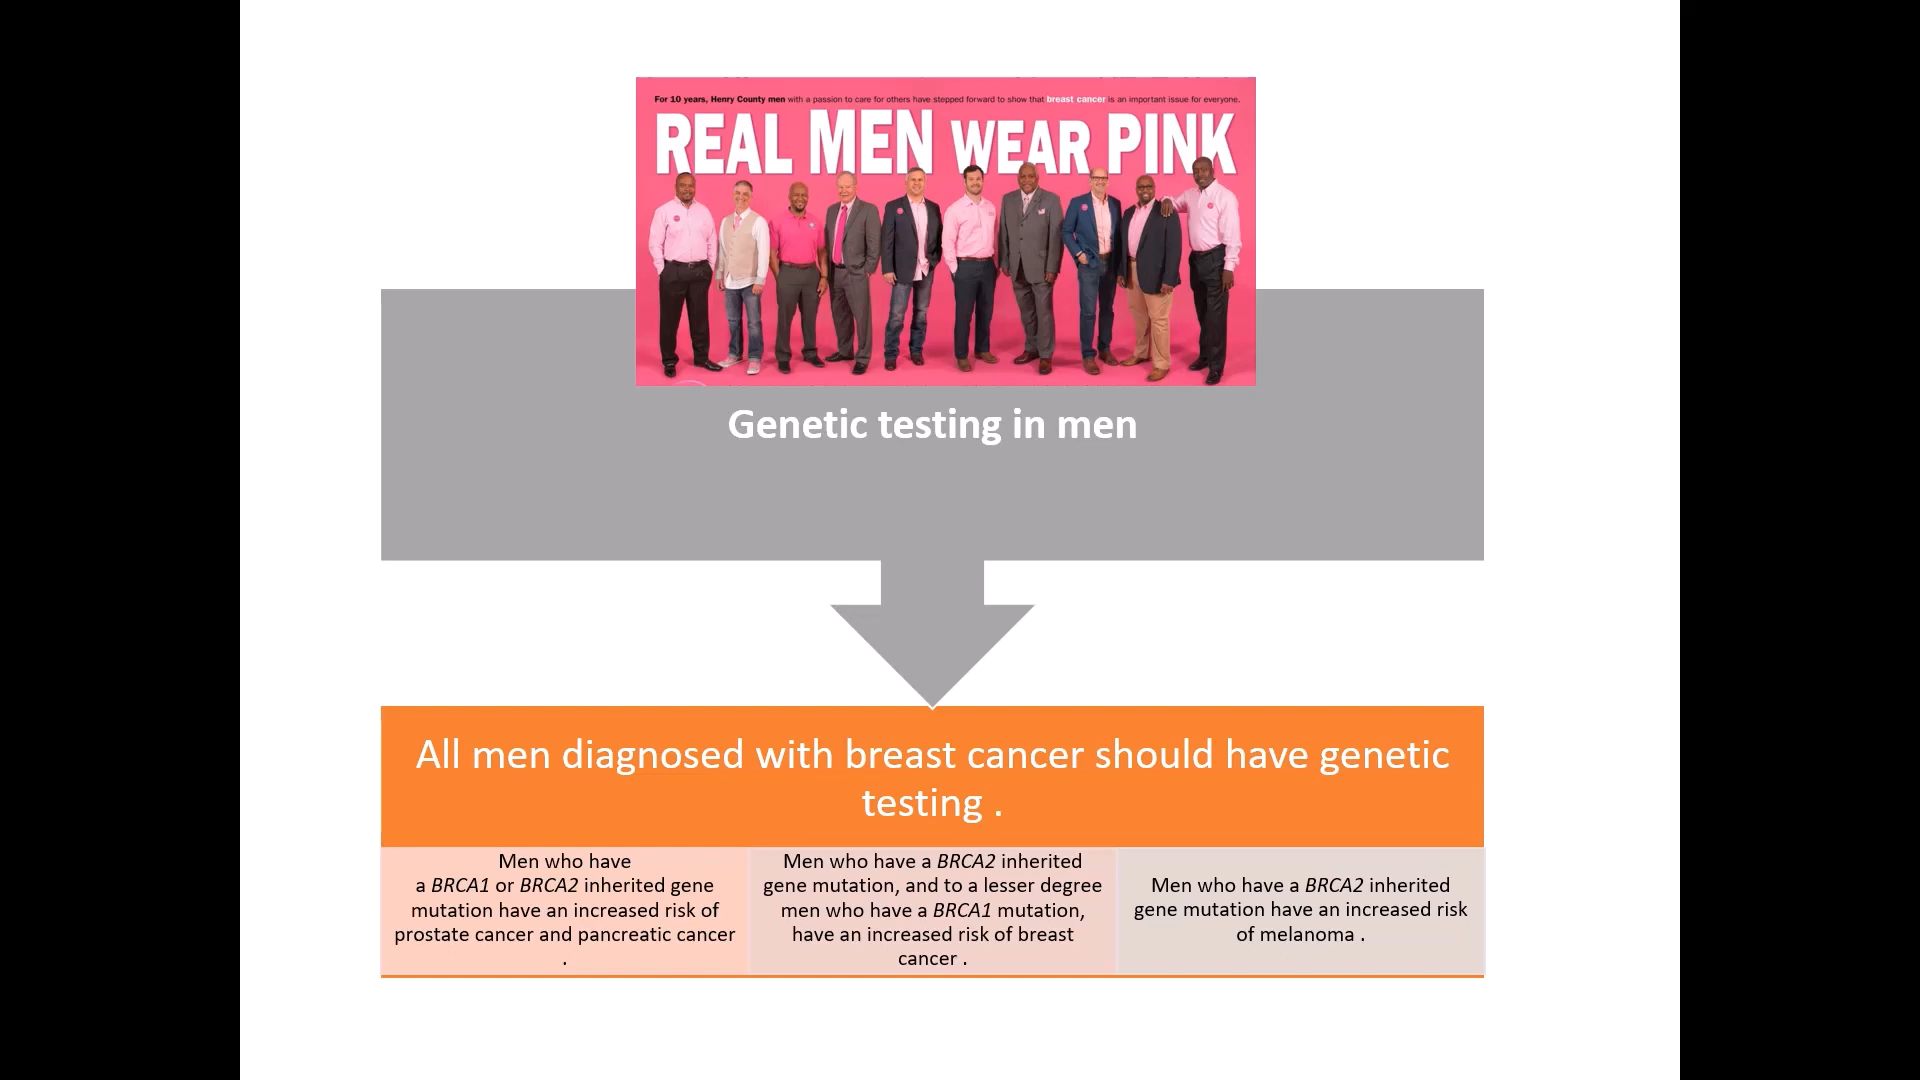 For 10 years, Henry County men with a passion to care for others have stepped forward to show that breast cancer is an important issue for everyone.
REAL MEN WEAR PINK
Genetic testing in men
All men diagnosed with breast cancer should have genetic
testing .
Men who have
a BRCA1 or BRCA2 inherited gene
mutation have an increased risk of
prostate cancer and pancreatic cancer
.
Men who have a BRCA2 inherited
gene mutation, and to a lesser degree
men who have a BRCA1 mutation,
have an increased risk of breast
cancer .
Men who have a BRCA2 inherited
gene mutation have an increased risk
of melanoma .